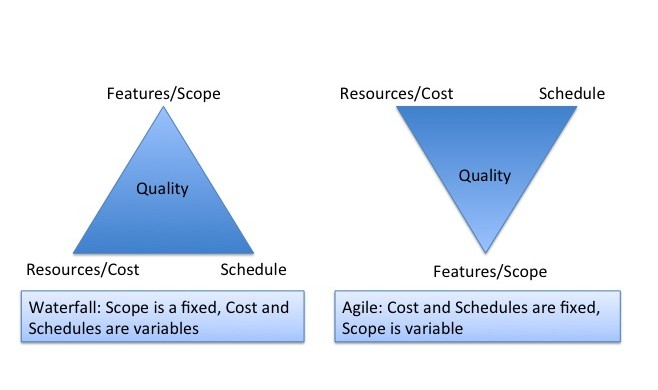 Features/Scope
Quality
Resources/Cost
Schedule
Waterfall: Scope is a fixed, Cost and
Schedules are variables
Resources/Cost
Schedule
Quality
Features/Scope
Agile: Cost and Schedules are fixed,
Scope is variable